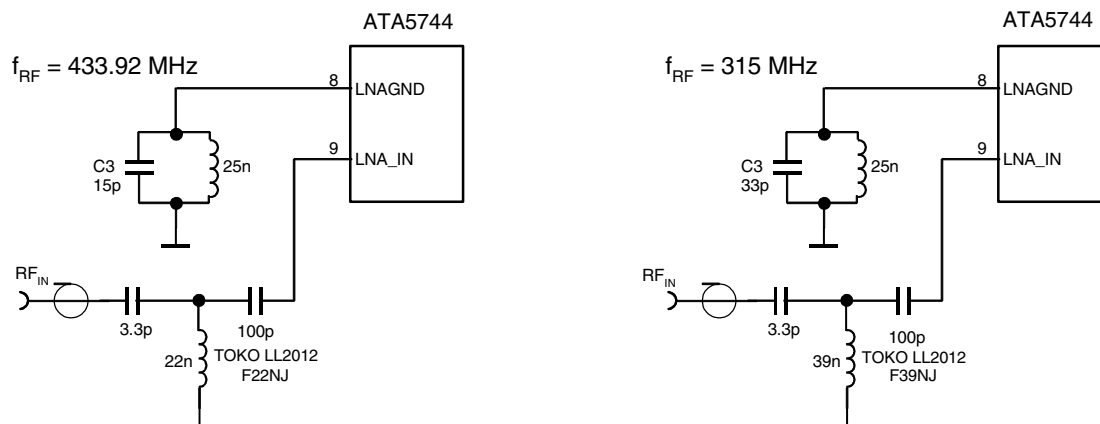 ATA5744
f_RF = 433.92 MHz
8
LNAGND
C3
15p
25n
9
LNA_IN
RF_IN
3.3p
100p
22n
TOKO LL2012
F22NJ
ATA5744
f_RF = 315 MHz
8
LNAGND
C3
33p
25n
9
LNA_IN
RF_IN
3.3p
100p
39n
TOKO LL2012
F39NJ